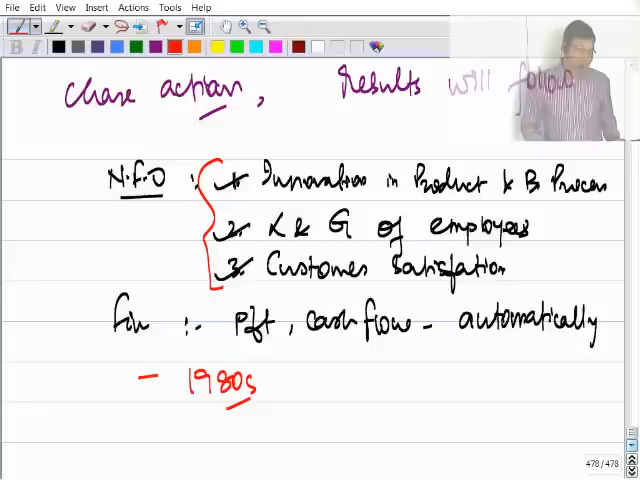 File Edit View Insert Actions Tools Help
Chase action, Results will follow
N.F.O :- 1. Innovation in Product & B. Process
2. L & G of employees
3. Customer Satisfaction
Fin :- Pft, cash flow - automatically
- 1980s
478 / 478